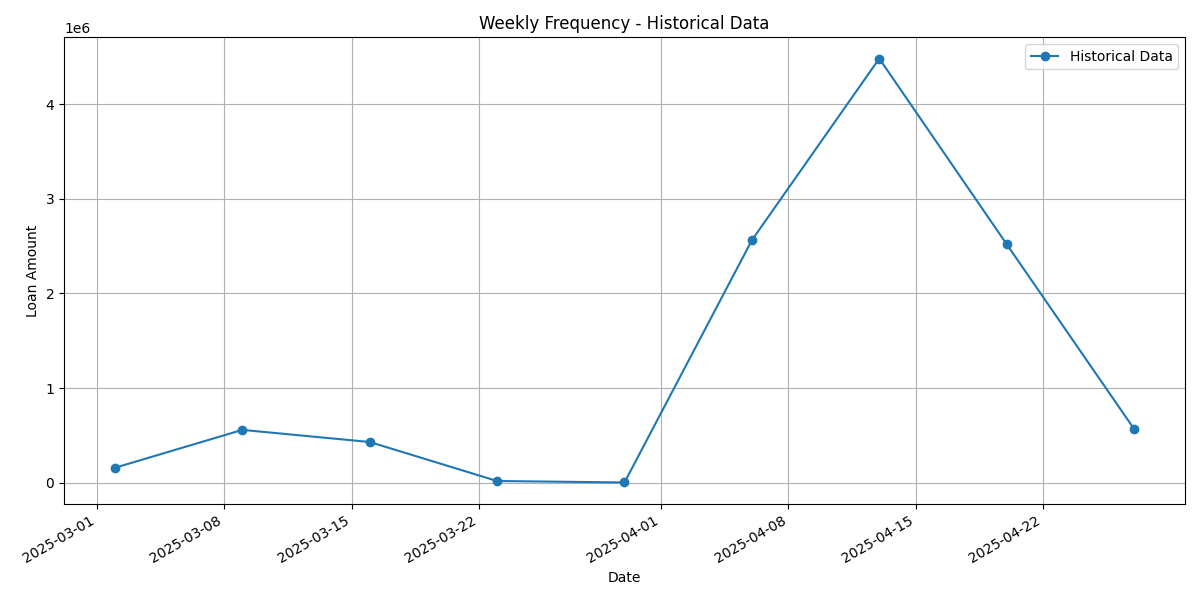 Weekly Frequency - Historical Data
1e6
Historical Data
4
3
2
1
0
Loan Amount
2025-03-01
2025-03-08
2025-03-15
2025-03-22
2025-04-01
2025-04-08
2025-04-15
2025-04-22
Date